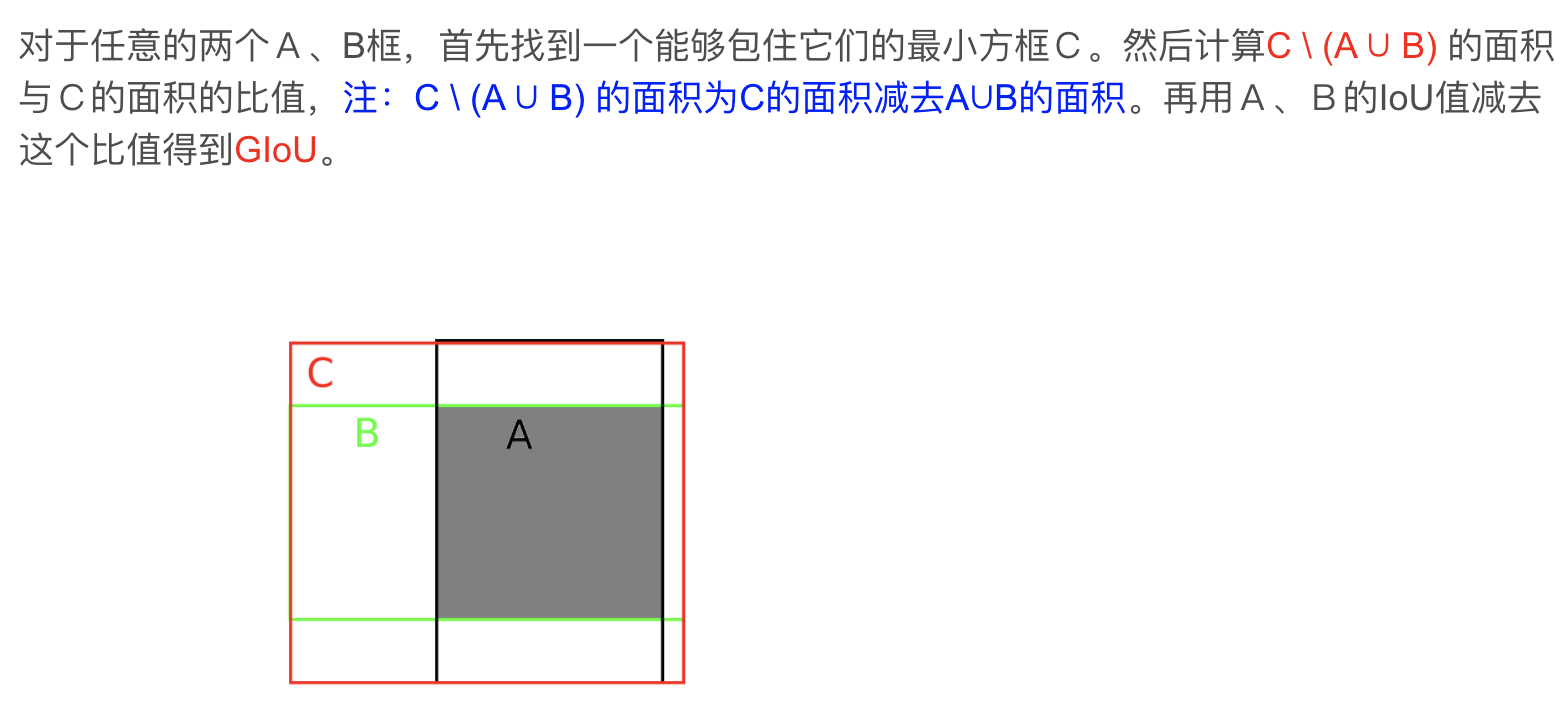 对于任意的两个Ａ、B框，首先找到一个能够包住它们的最小方框Ｃ。然后计算C \ (A ∪ B) 的面积
与Ｃ的面积的比值，注：C \ (A ∪ B) 的面积为C的面积减去A∪B的面积。再用Ａ、Ｂ的IoU值减去
这个比值得到GIoU。
C
B
A